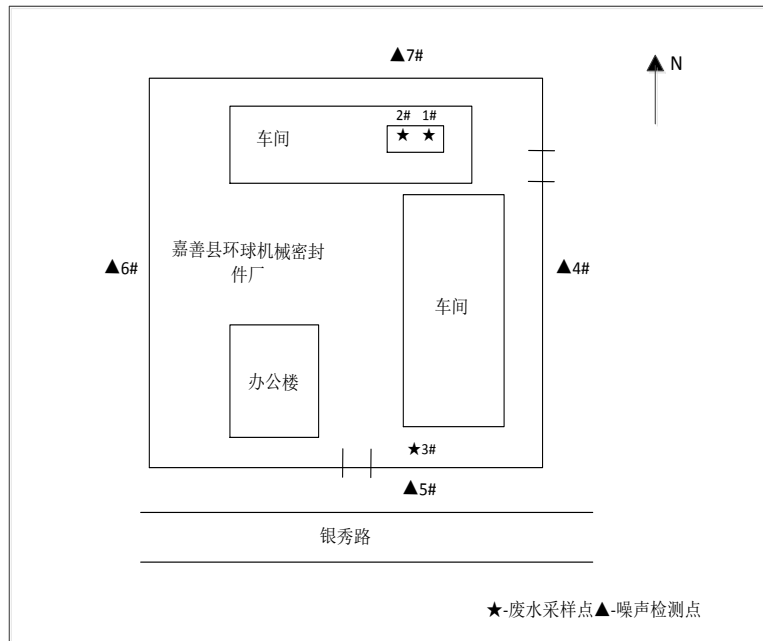 ▲7#
N
2# 1#
★ ★
车间
嘉善县环球机械密封
件厂
▲6#
▲4#
车间
办公楼
★3#
▲5#
银秀路
★-废水采样点▲-噪声检测点